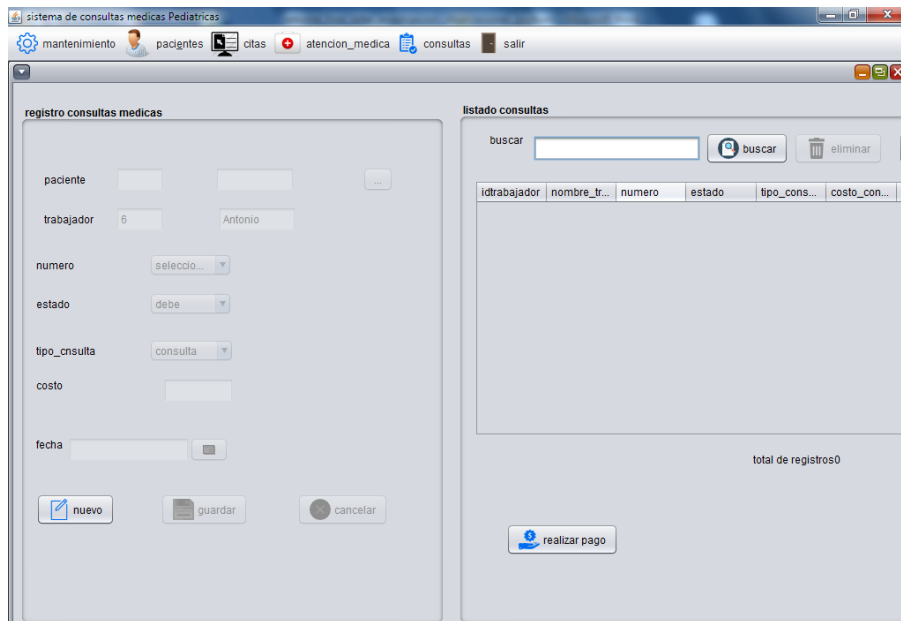 sistema de consultas medicas Pediatricas
mantenimiento pacientes citas atencion_medica consultas salir
registro consultas medicas
paciente ...
trabajador 6 Antonio
numero seleccio...
estado debe
tipo_cnsulta consulta
costo
fecha
nuevo guardar cancelar
listado consultas
buscar buscar eliminar
idtrabajador nombre_tr... numero estado tipo_cons... costo_con...
total de registros0
realizar pago